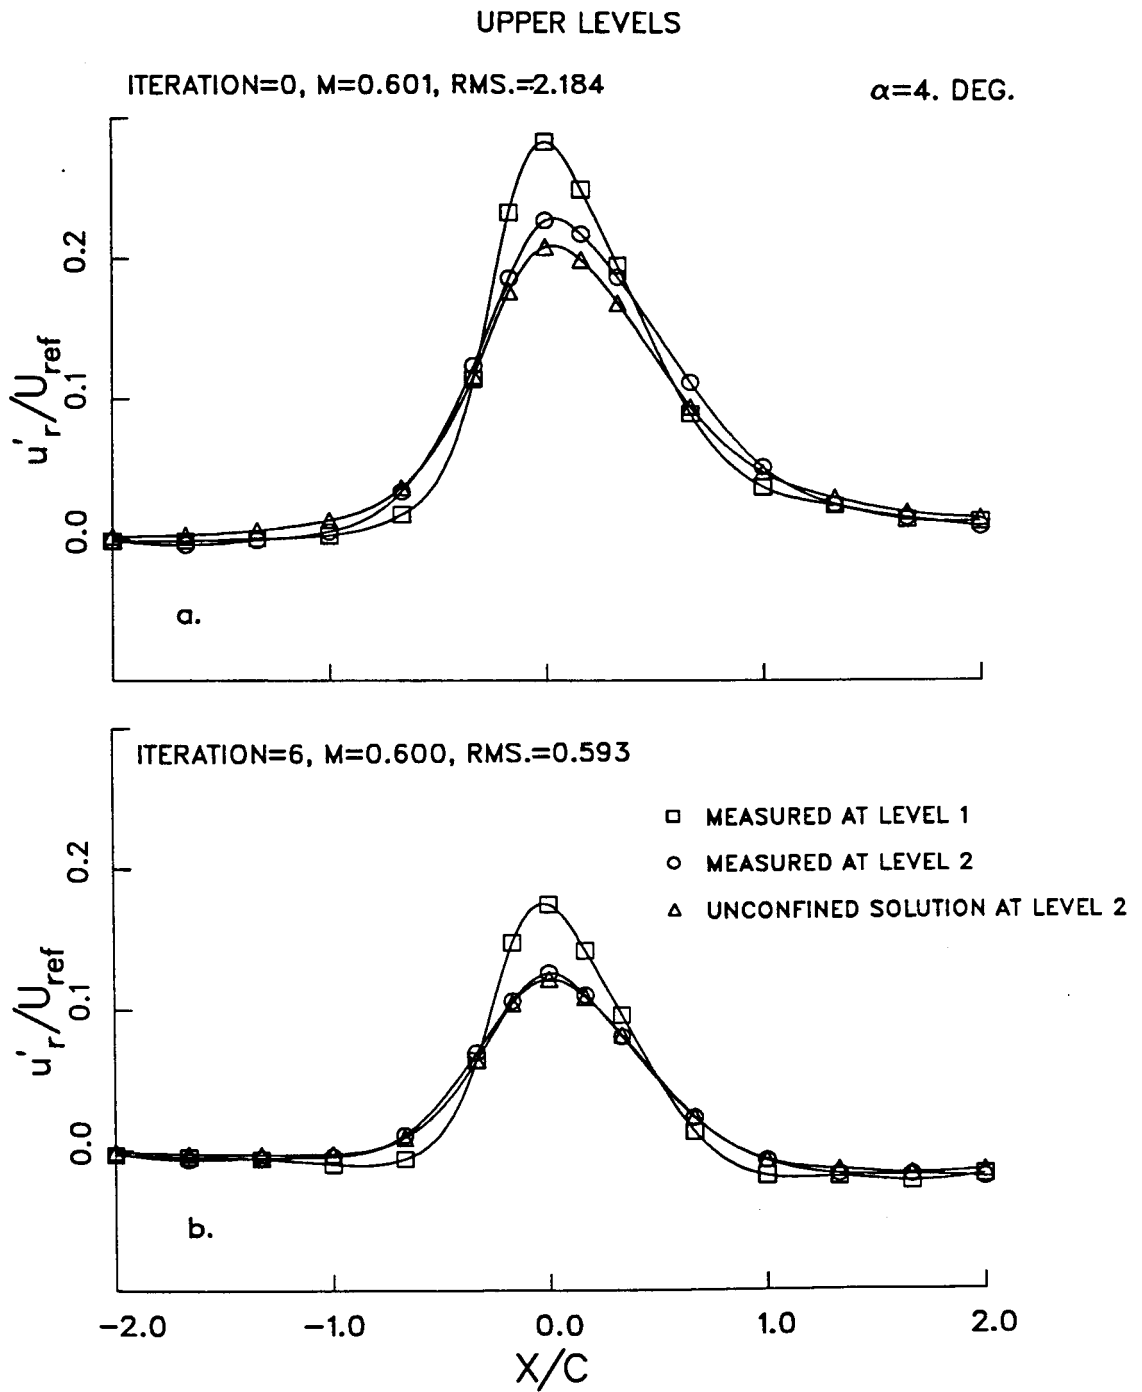 UPPER LEVELS
ITERATION=0, M=0.601, RMS.=2.184
α=4. DEG.
0.2
0.1
0.0
u'r/Uref
a.
ITERATION=6, M=0.600, RMS.=0.593
MEASURED AT LEVEL 1
MEASURED AT LEVEL 2
UNCONFINED SOLUTION AT LEVEL 2
0.2
0.1
0.0
u'r/Uref
b.
-2.0 -1.0 0.0 1.0 2.0
X/C